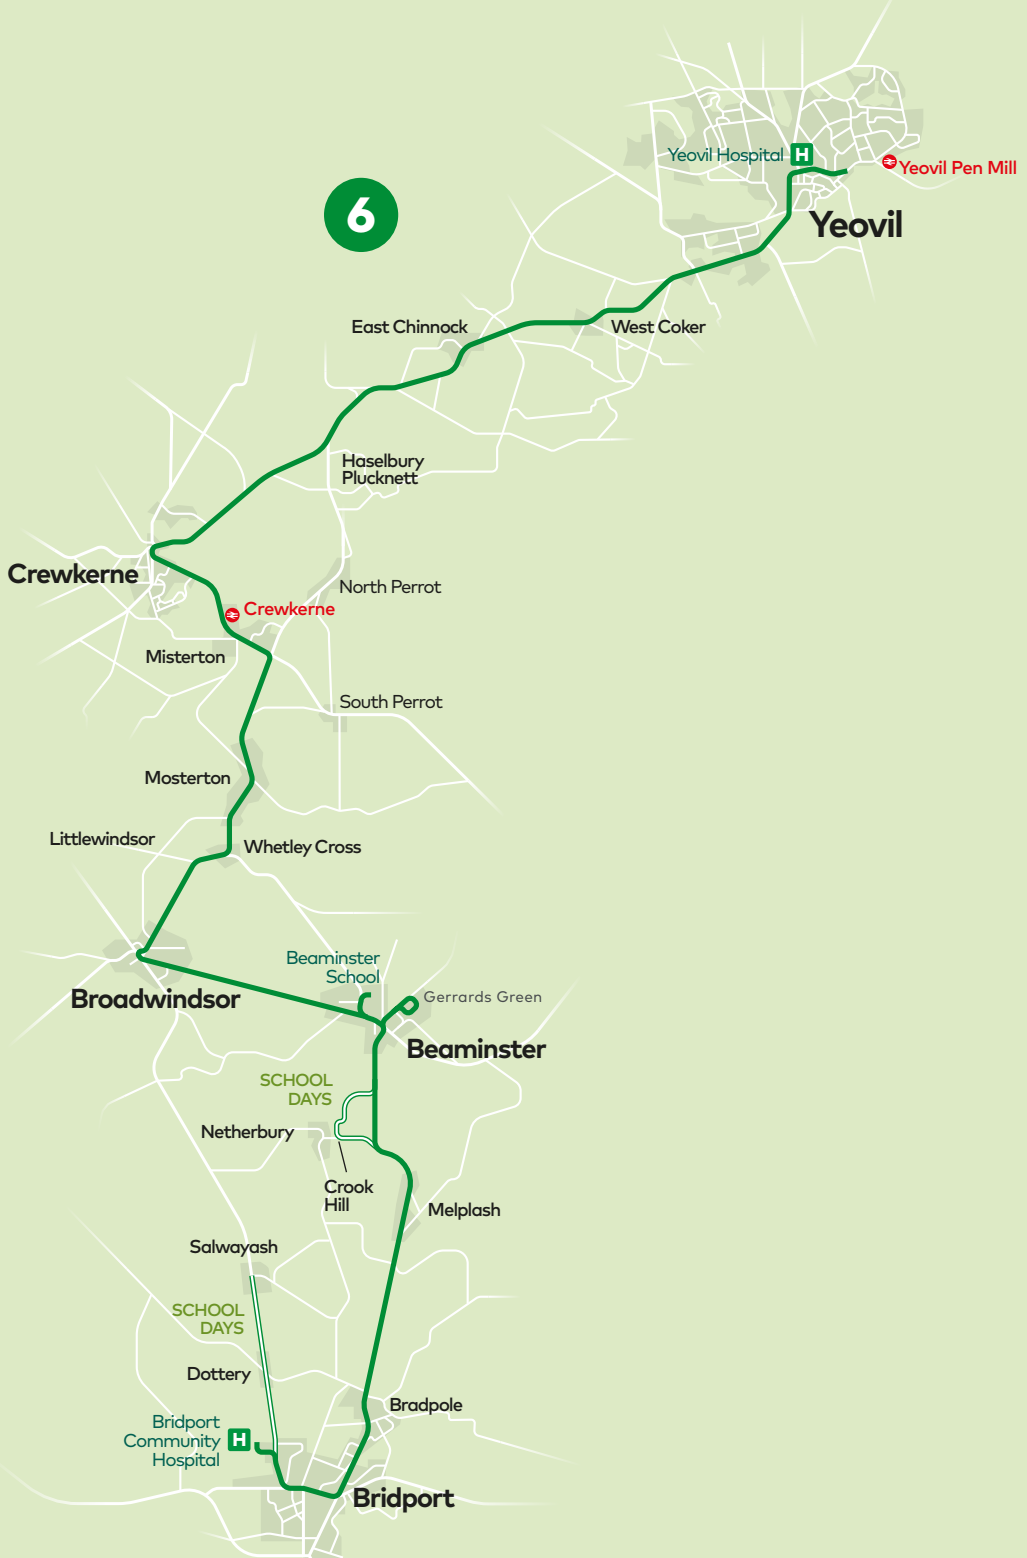 Yeovil Hospital
H
Yeovil Pen Mill
6
Yeovil
East Chinnock
West Coker
Haselbury
Plucknett
Crewkerne
North Perrot
Crewkerne
Misterton
South Perrot
Mosterton
Littlewindsor
Whetley Cross
Beaminster
School
Broadwindsor
Gerrards Green
Beaminster
SCHOOL
DAYS
Netherbury
Crook
Hill
Melplash
Salwayash
SCHOOL
DAYS
Dottery
Bradpole
Bridport
Community
Hospital
H
Bridport